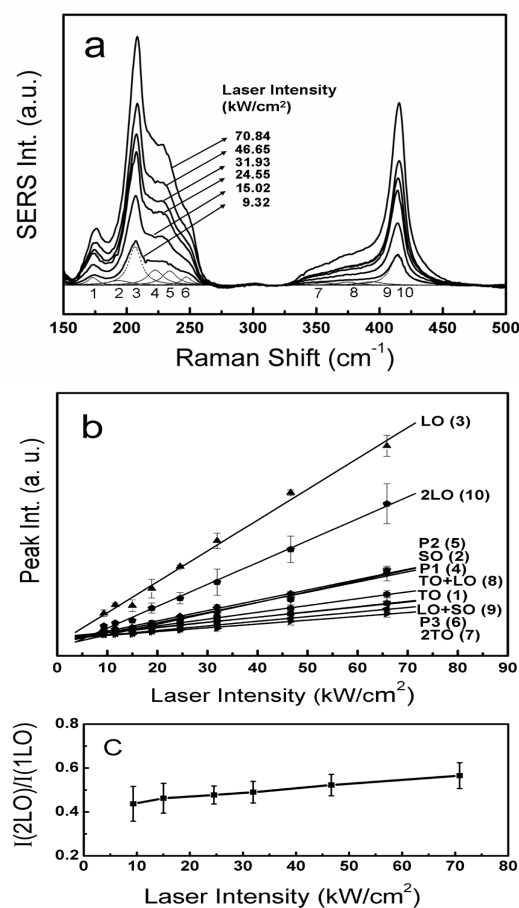 a
SERS Int. (a.u.)
Laser Intensity
(kW/cm²)
70.84
46.65
31.93
24.55
15.02
9.32
1 2 3 4 5 6 7 8 9 10
150 200 250 300 350 400 450 500
Raman Shift (cm⁻¹)
b
Peak Int. (a. u.)
LO (3)
2LO (10)
P2 (5)
SO (2)
P1 (4)
TO+LO (8)
TO (1)
LO+SO (9)
P3 (6)
2TO (7)
0 10 20 30 40 50 60 70 80
Laser Intensity (kW/cm²)
C
I(2LO)/I(1LO)
0.8
0.6
0.4
0.2
0 10 20 30 40 50 60 70 80
Laser Intensity (kW/cm²)